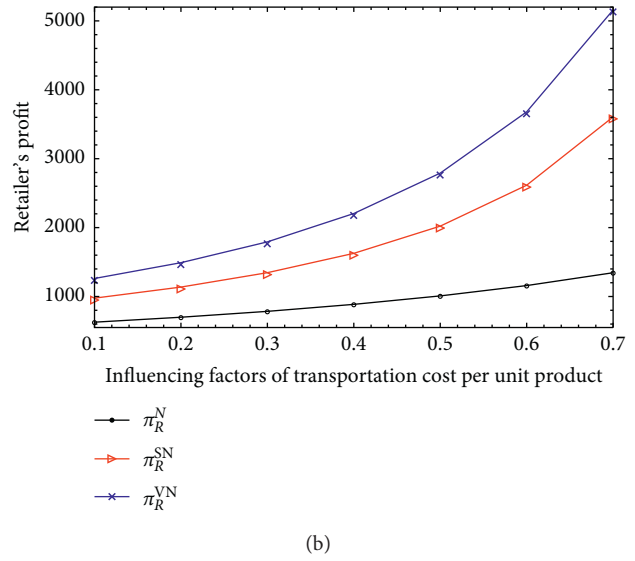 5000
4000
3000
2000
1000
Retailer's profit
0.1 0.2 0.3 0.4 0.5 0.6 0.7
Influencing factors of transportation cost per unit product
π_R^N
π_R^SN
π_R^VN
(b)